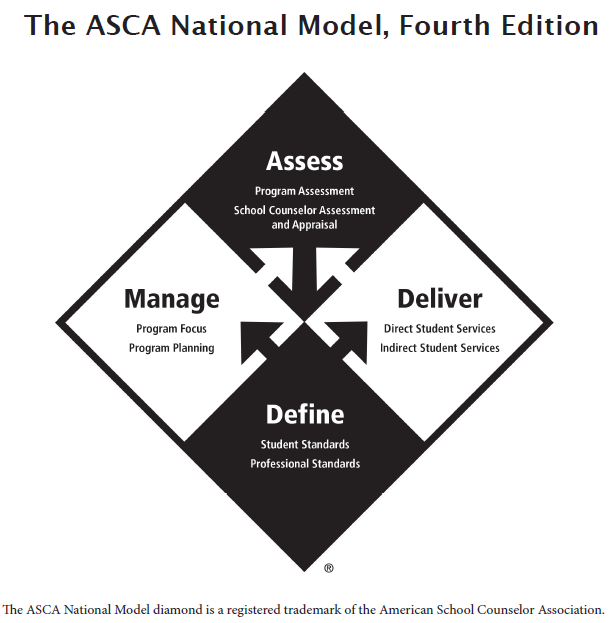 The ASCA National Model, Fourth Edition
Assess
Program Assessment
School Counselor Assessment
and Appraisal
Manage
Program Focus
Program Planning
Deliver
Direct Student Services
Indirect Student Services
Define
Student Standards
Professional Standards
®
The ASCA National Model diamond is a registered trademark of the American School Counselor Association.